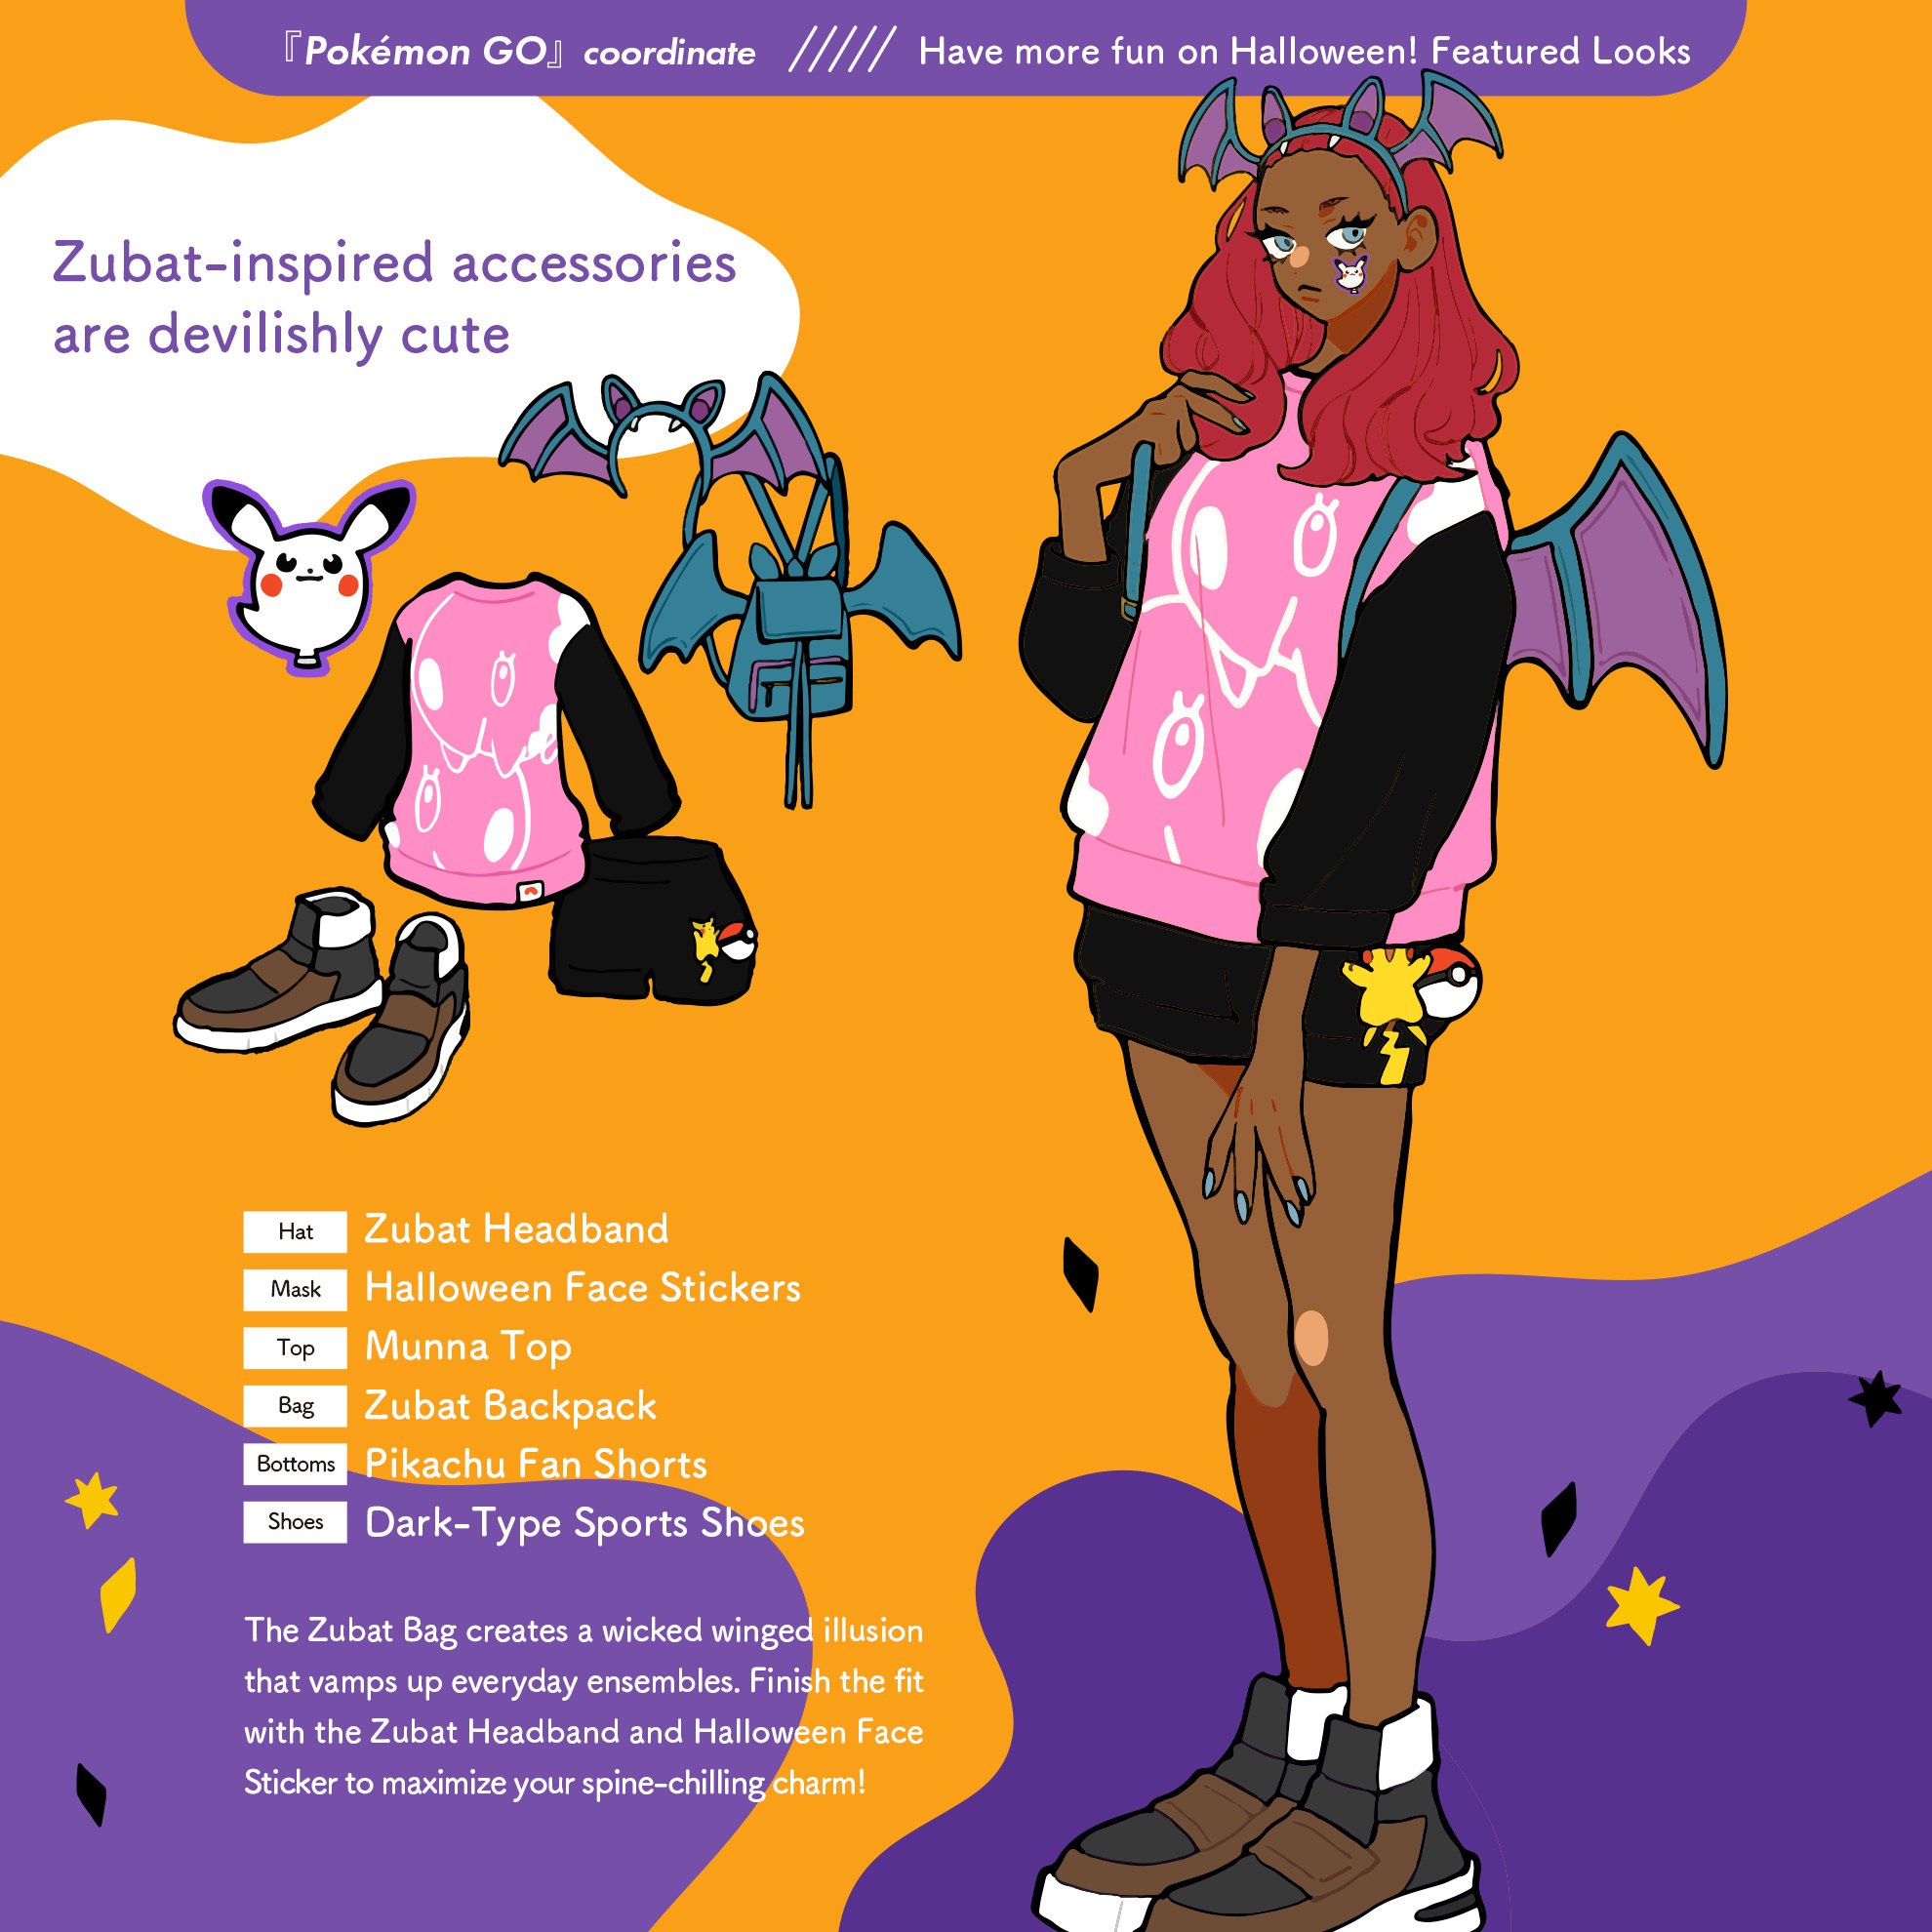 『Pokémon GO』 coordinate ///// Have more fun on Halloween! Featured Looks
Zubat-inspired accessories
are devilishly cute
Hat Zubat Headband
Mask Halloween Face Stickers
Top Munna Top
Bag Zubat Backpack
Bottoms Pikachu Fan Shorts
Shoes Dark-Type Sports Shoes
The Zubat Bag creates a wicked winged illusion
that vamps up everyday ensembles. Finish the fit
with the Zubat Headband and Halloween Face
Sticker to maximize your spine-chilling charm!